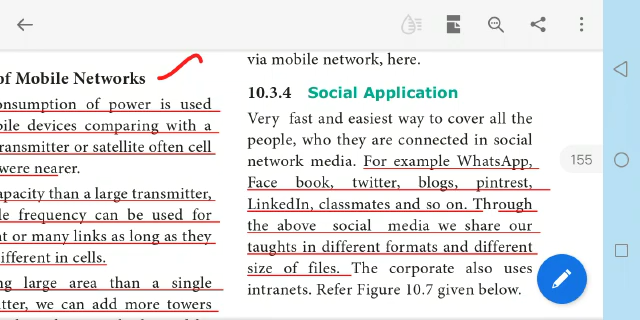 of Mobile Networks
onsumption of power is used
bile devices comparing with a
transmitter or satellite often cell
were nearer.
apacity than a large transmitter,
le frequency can be used for
nt or many links as long as they
ifferent in cells.
ng large area than a single
itter, we can add more towers
via mobile network, here.
10.3.4 Social Application
Very fast and easiest way to cover all the
people, who they are connected in social
network media. For example WhatsApp,
Face book, twitter, blogs, pintrest,
LinkedIn, classmates and so on. Through
the above social media we share our
taughts in different formats and different
size of files. The corporate also uses
intranets. Refer Figure 10.7 given below.
155